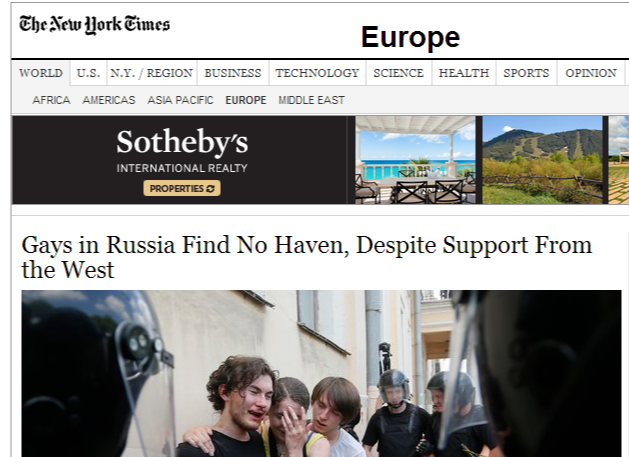 The New York Times
Europe
WORLD U.S. N.Y. / REGION BUSINESS TECHNOLOGY SCIENCE HEALTH SPORTS OPINION
AFRICA AMERICAS ASIA PACIFIC EUROPE MIDDLE EAST
Sotheby's
INTERNATIONAL REALTY
PROPERTIES
Gays in Russia Find No Haven, Despite Support From
the West